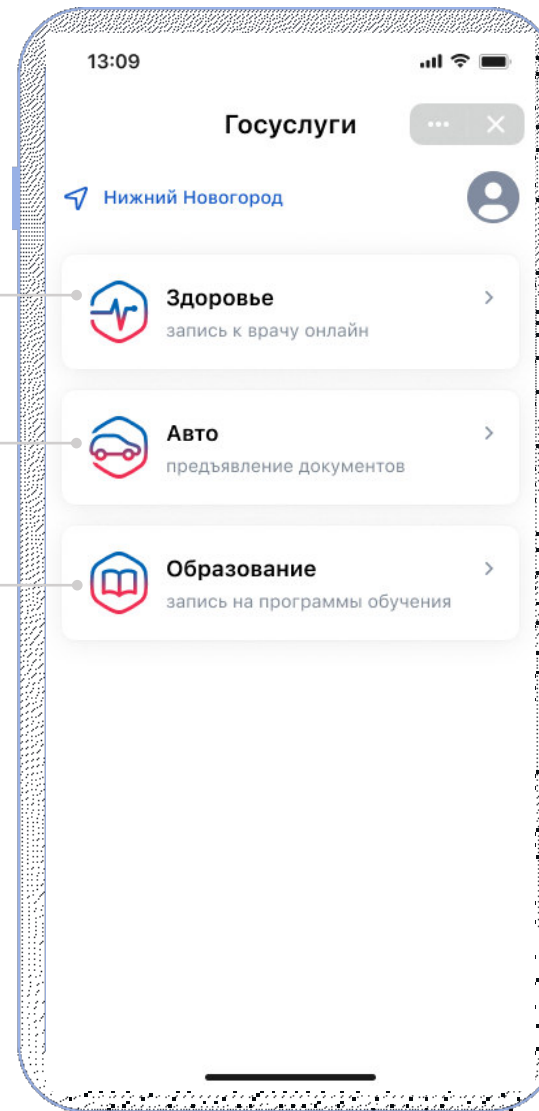 13:09
Госуслуги
Нижний Новогород
Здоровье
запись к врачу онлайн
Авто
предъявление документов
Образование
запись на программы обучения